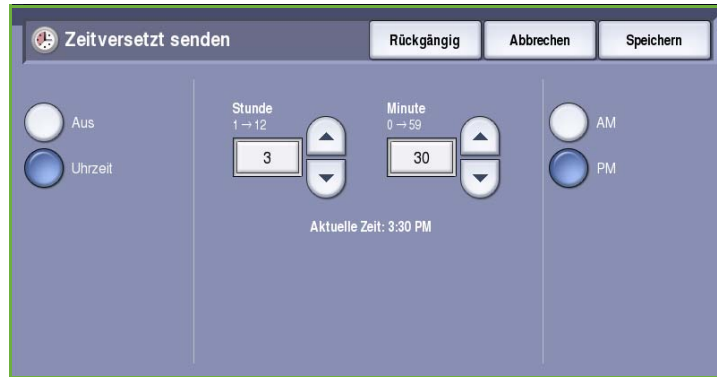 Zeitversetzt senden
Rückgängig
Abbrechen
Speichern
Aus
Uhrzeit
Stunde
1→12
3
Minute
0→59
30
AM
PM
Aktuelle Zeit: 3:30 PM